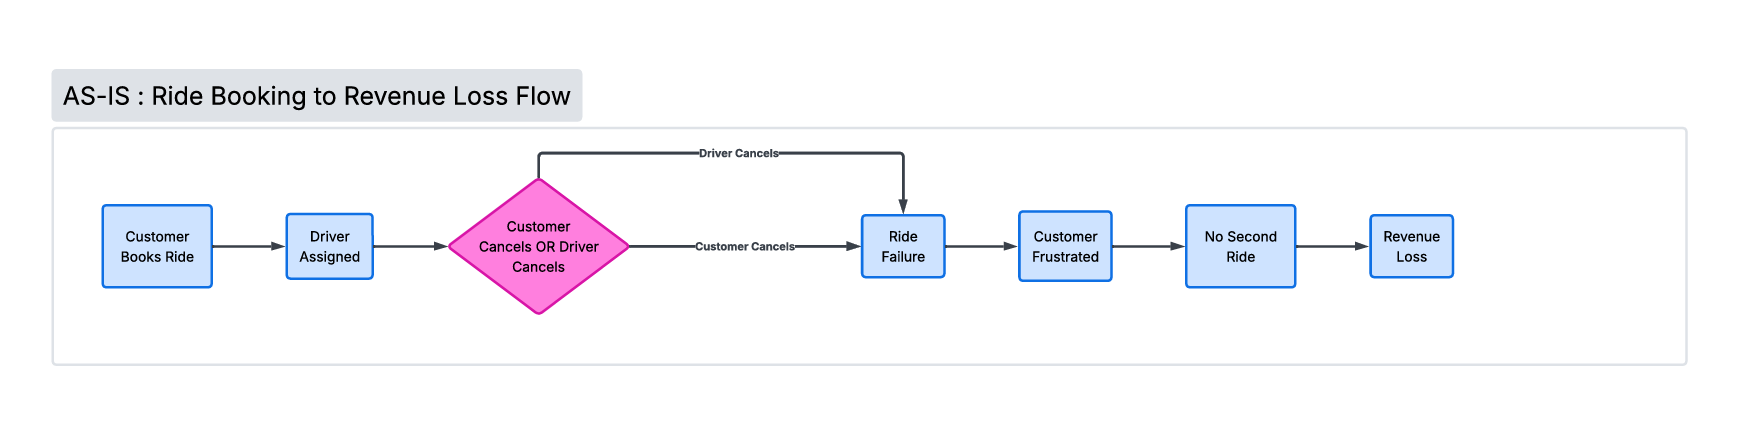 AS-IS : Ride Booking to Revenue Loss Flow
Driver Cancels
Customer
Books Ride
Driver
Assigned
Customer
Cancels OR Driver
Cancels
Customer Cancels
Ride
Failure
Customer
Frustrated
No Second
Ride
Revenue
Loss